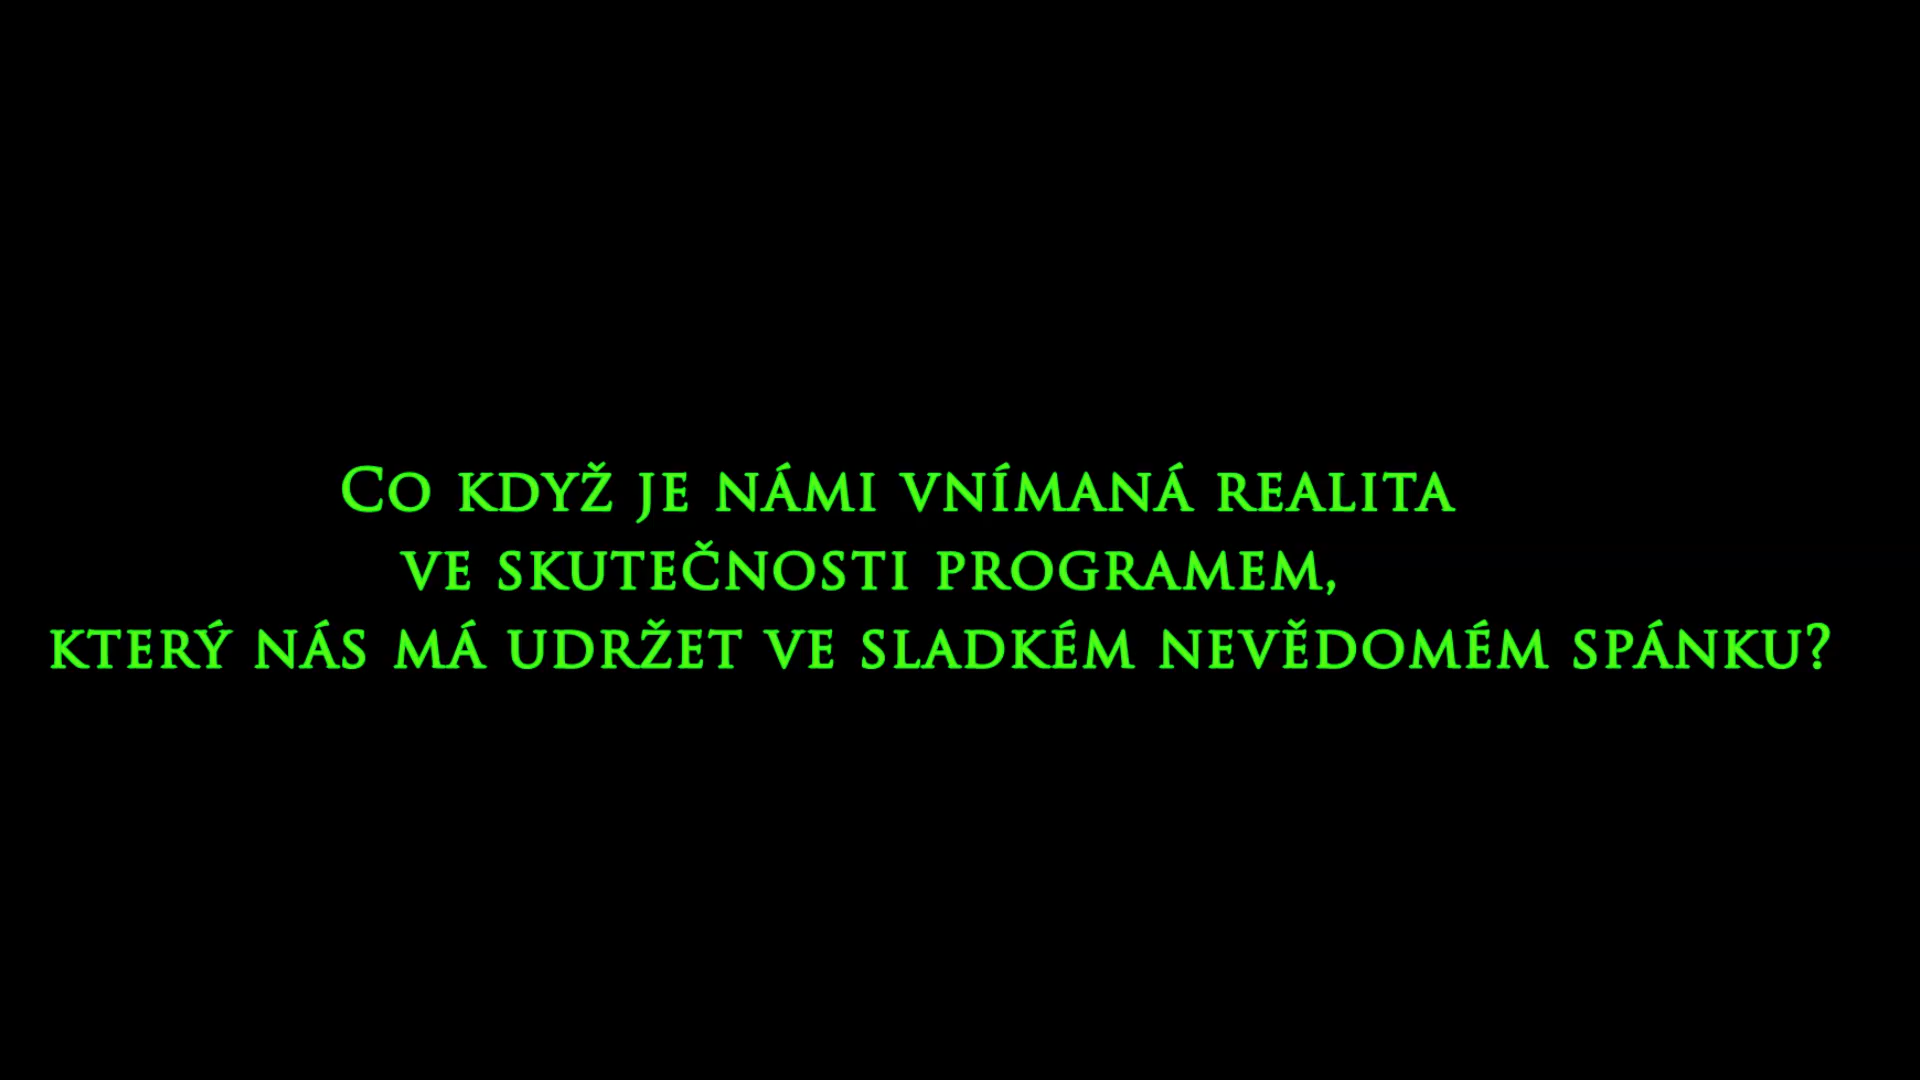 Co když je námi vnímaná realita
ve skutečnosti programem,
který nás má udržet ve sladkém nevědomém spánku?